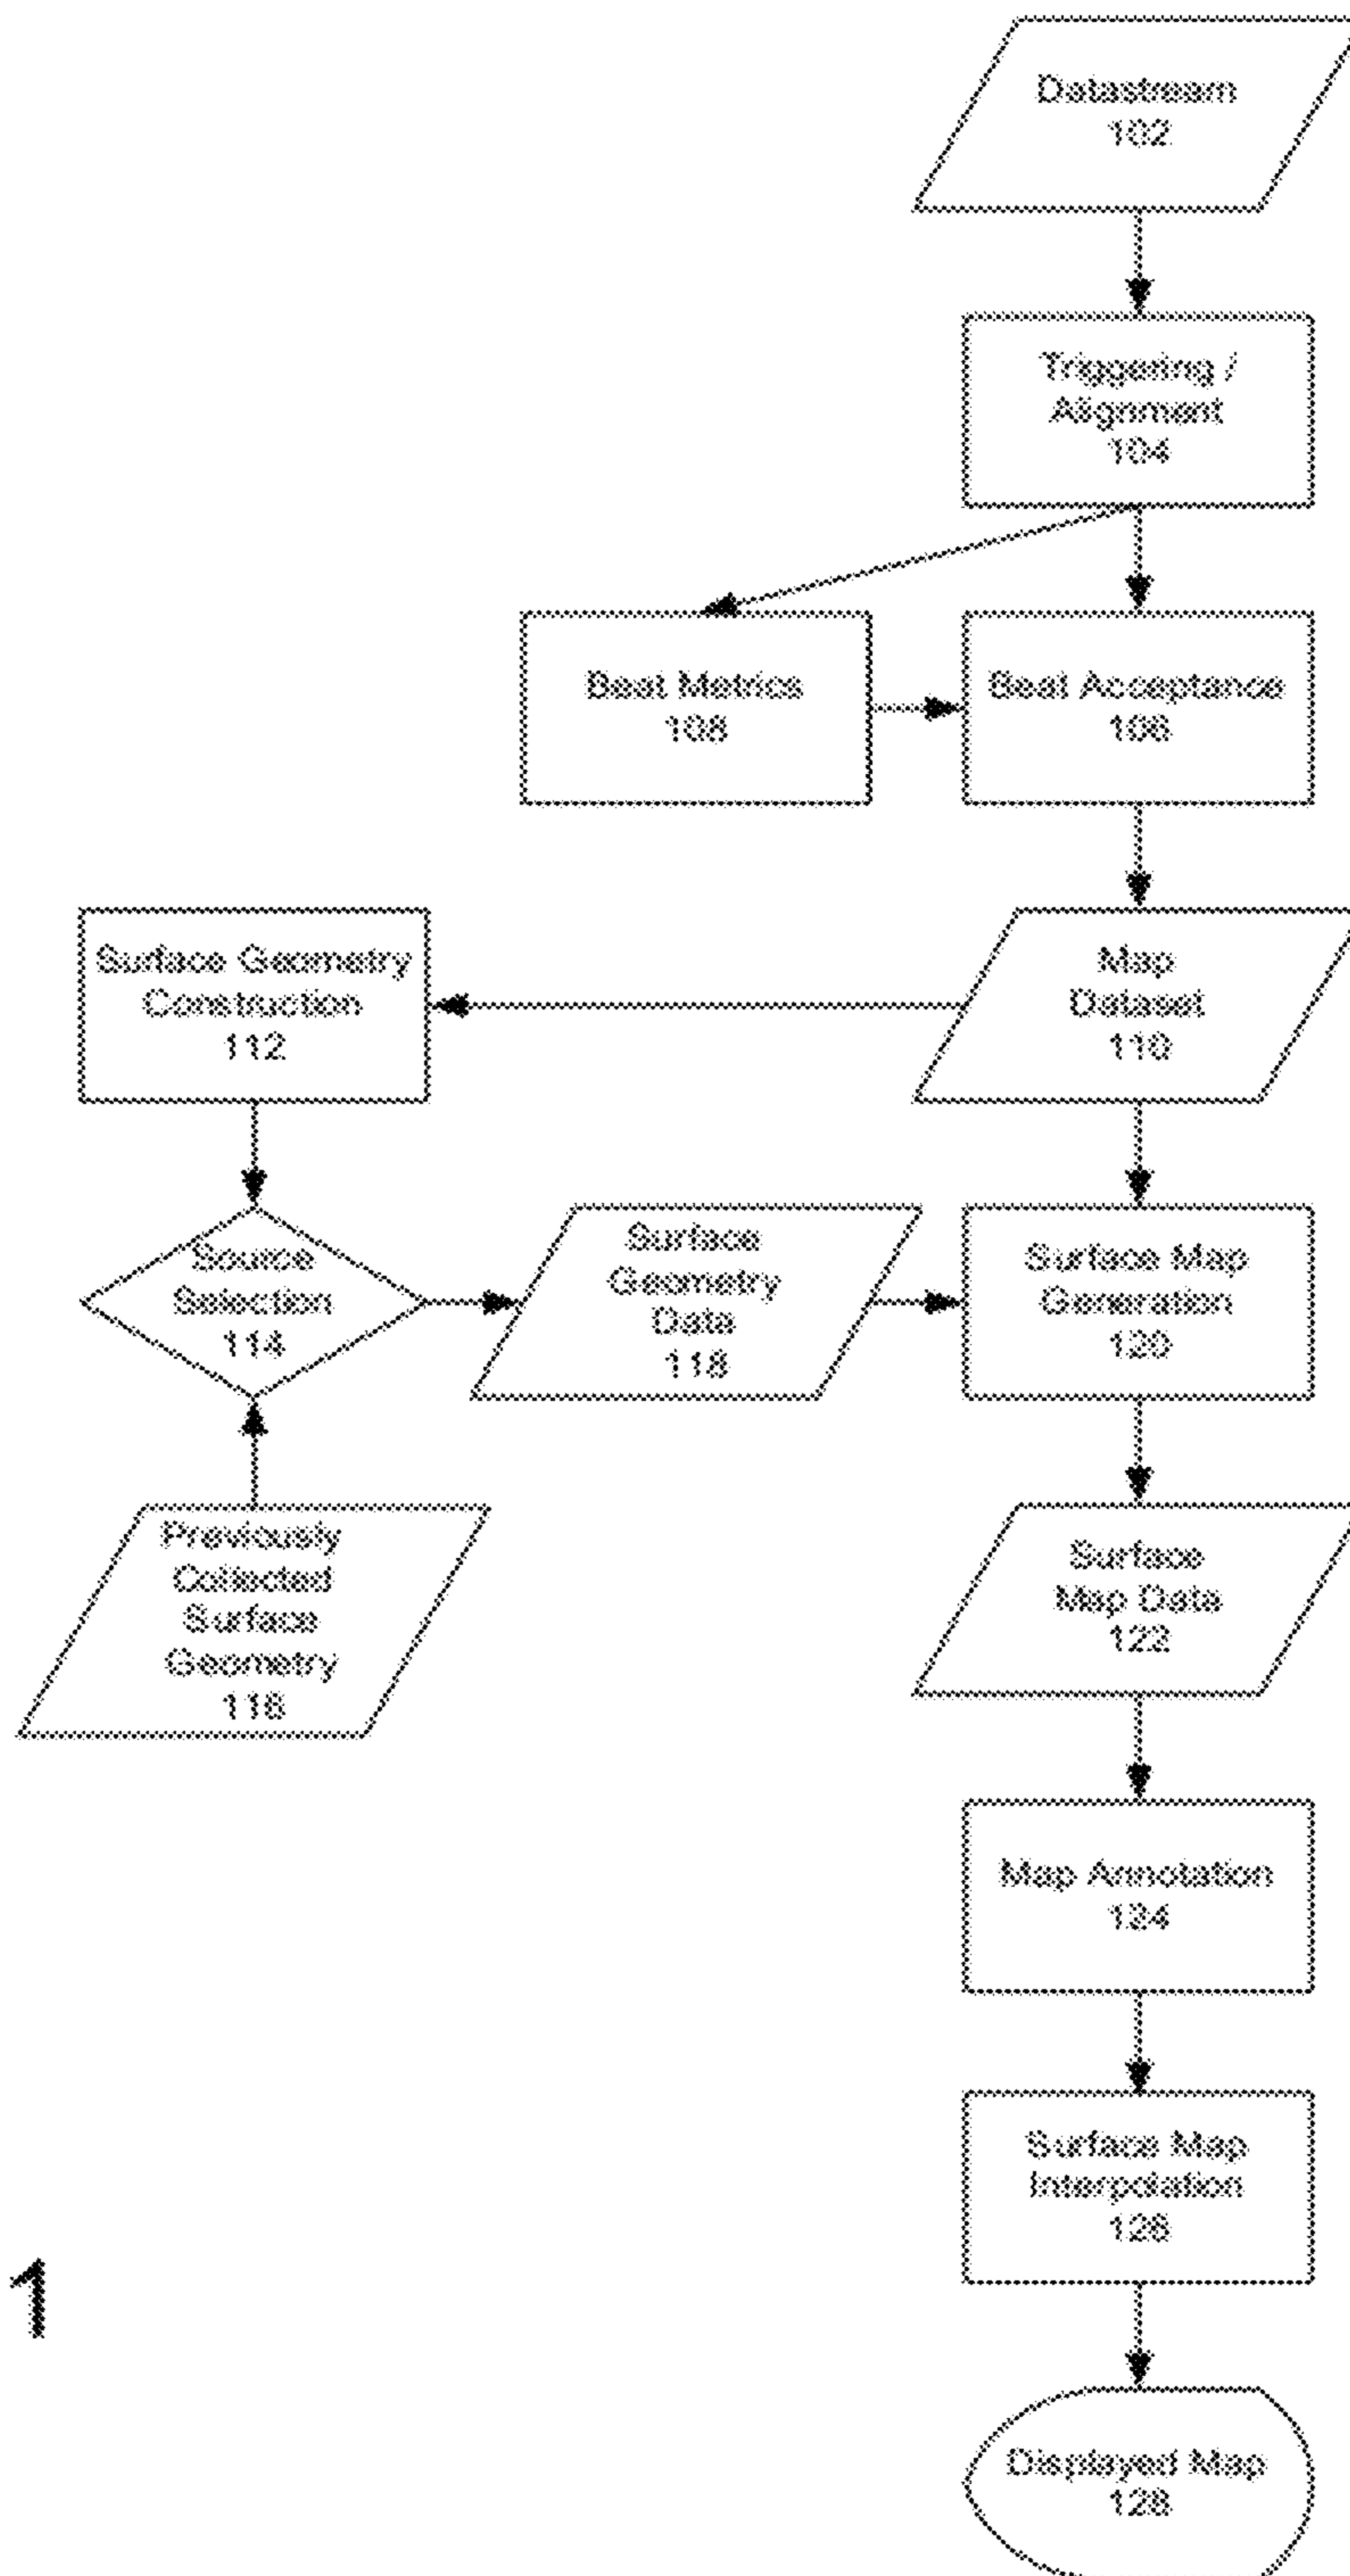 Datastream
102
Triggering /
Alignment
104
Beat Metrics
108
Beat Acceptance
106
Surface Geometry
Construction
112
Map
Dataset
110
Source
Selection
114
Surface
Geometry
Data
118
Surface Map
Generation
120
Previously
Collected
Surface
Geometry
116
Surface
Map Data
122
Map Annotation
124
Surface Map
Interpolation
126
1
Displayed Map
128